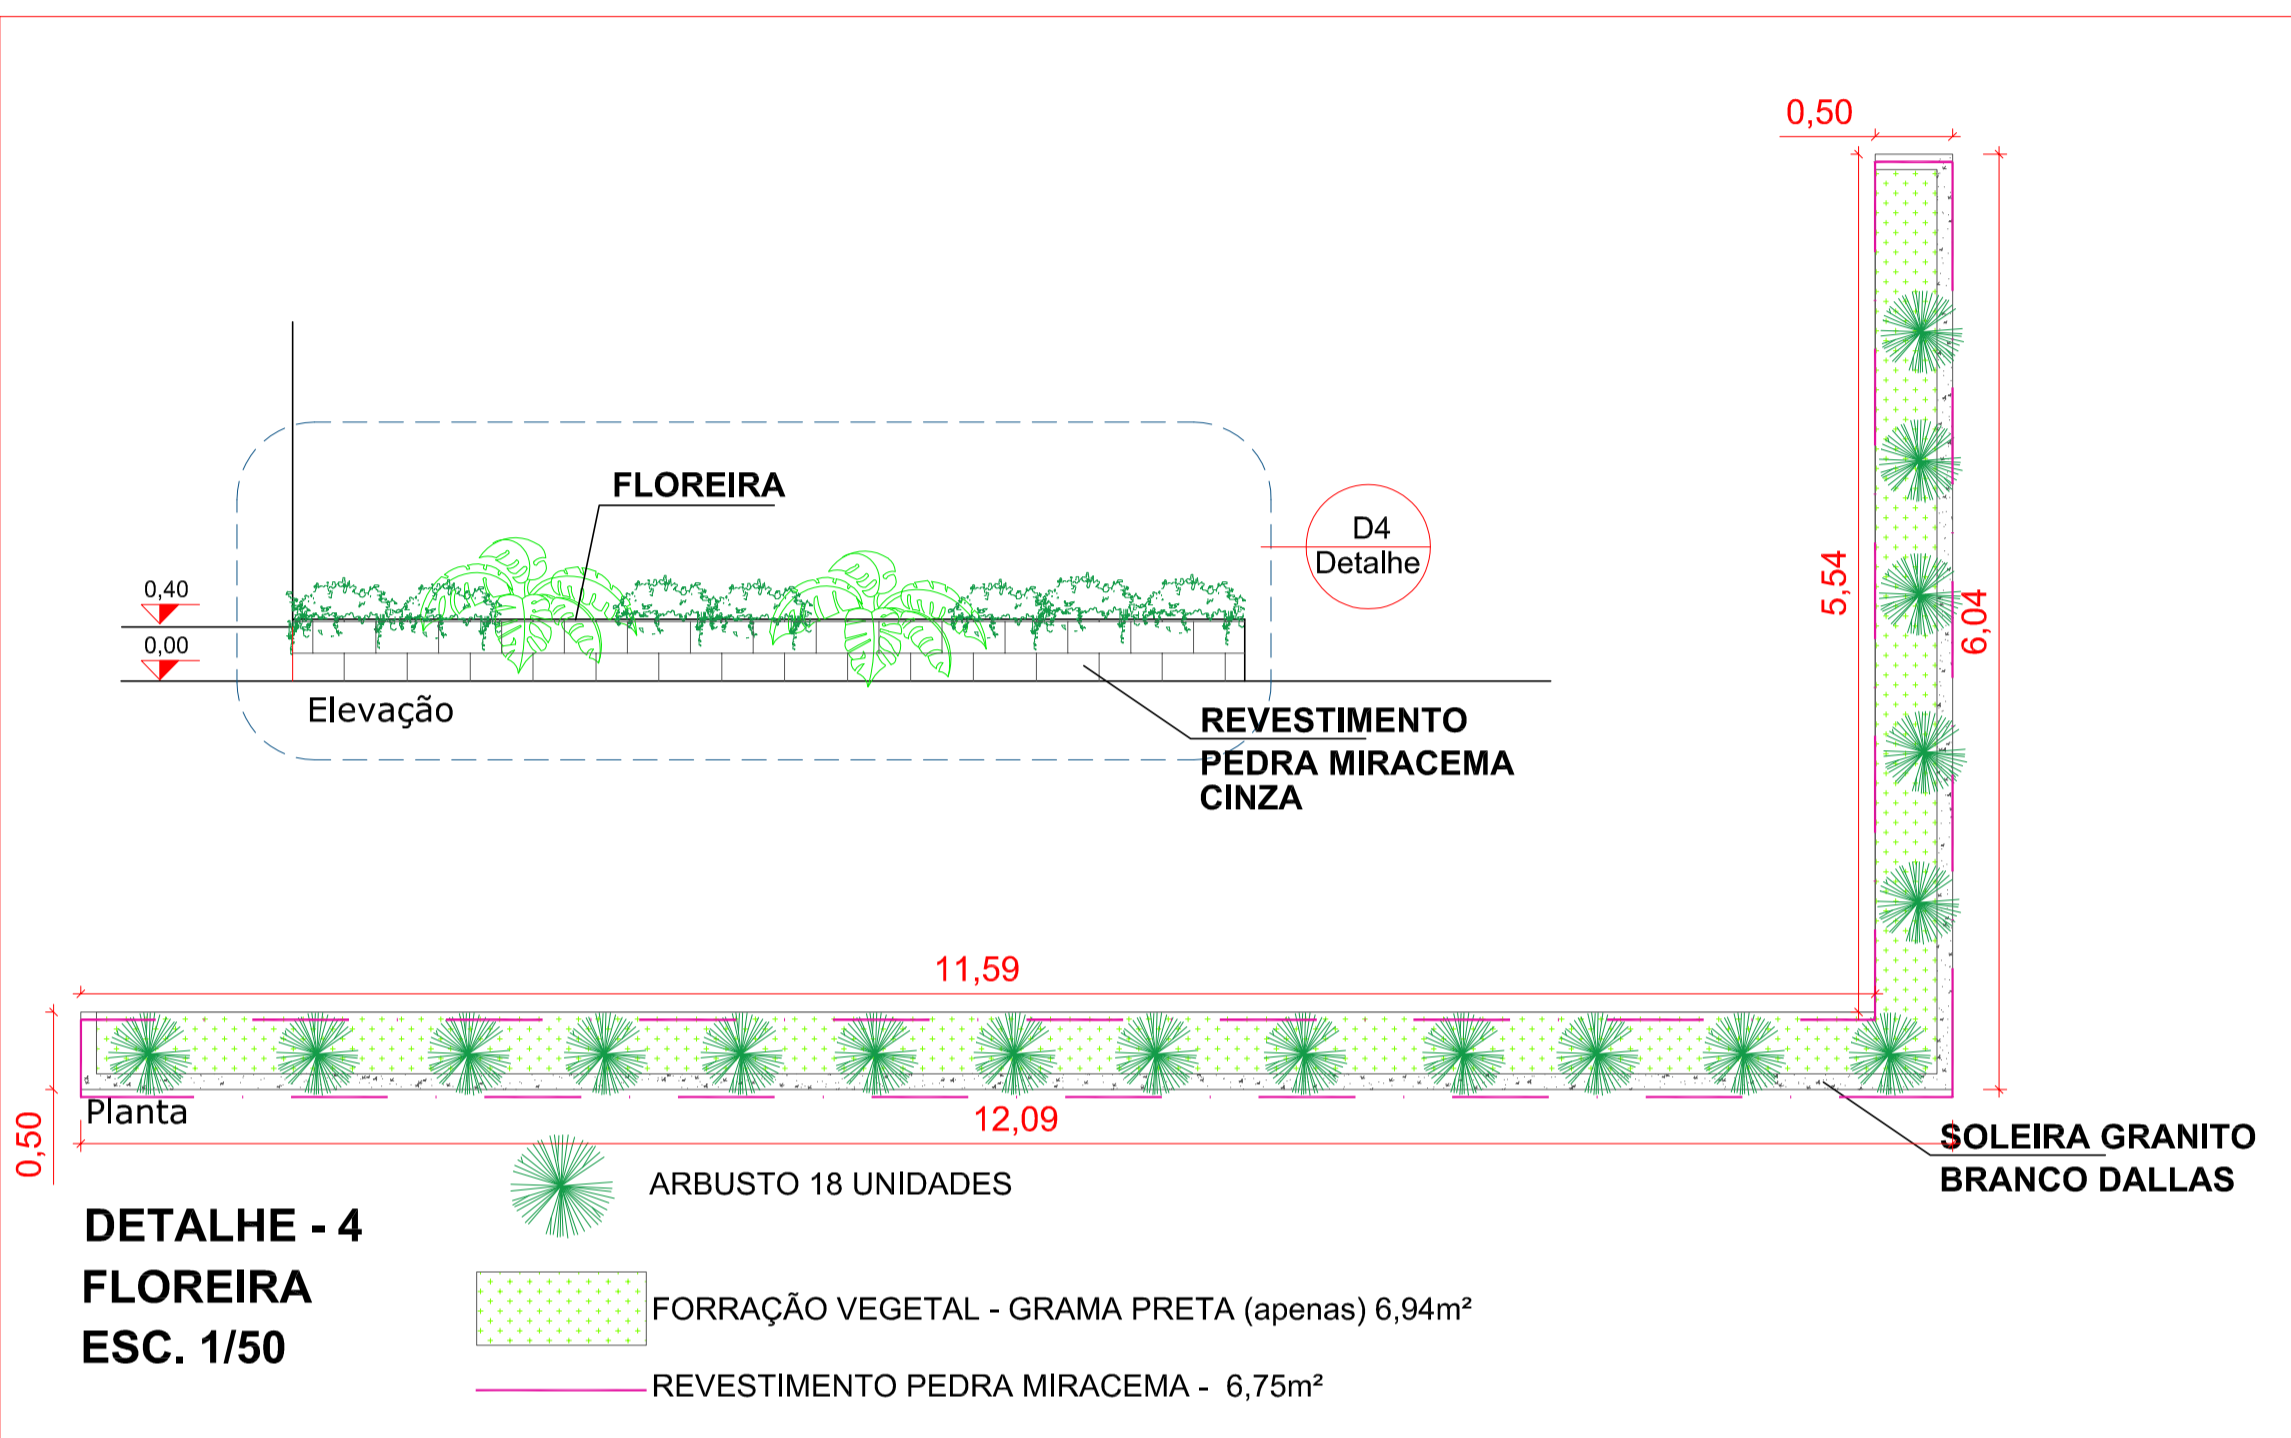 0,50
FLOREIRA
D4
Detalhe
0,40
0,00
5,54
6,04
Elevação
REVESTIMENTO
PEDRA MIRACEMA
CINZA
11,59
Planta
0,50
12,09
SOLEIRA GRANITO
BRANCO DALLAS
ARBUSTO 18 UNIDADES
DETALHE - 4
FLOREIRA
ESC. 1/50
FORRAÇÃO VEGETAL - GRAMA PRETA (apenas) 6,94m²
REVESTIMENTO PEDRA MIRACEMA - 6,75m²